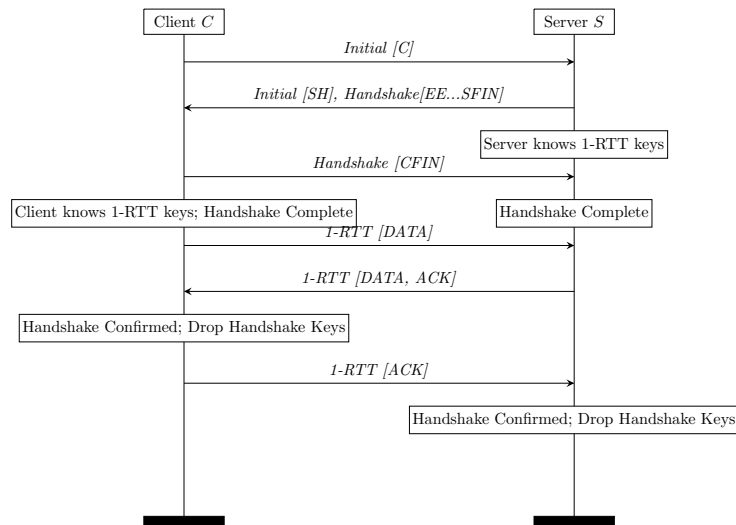 Client C
Server S
Initial [C]
Initial [SH], Handshake[EE...SFIN]
Server knows 1-RTT keys
Handshake [CFIN]
Client knows 1-RTT keys; Handshake Complete
Handshake Complete
1-RTT [DATA]
1-RTT [DATA, ACK]
Handshake Confirmed; Drop Handshake Keys
1-RTT [ACK]
Handshake Confirmed; Drop Handshake Keys